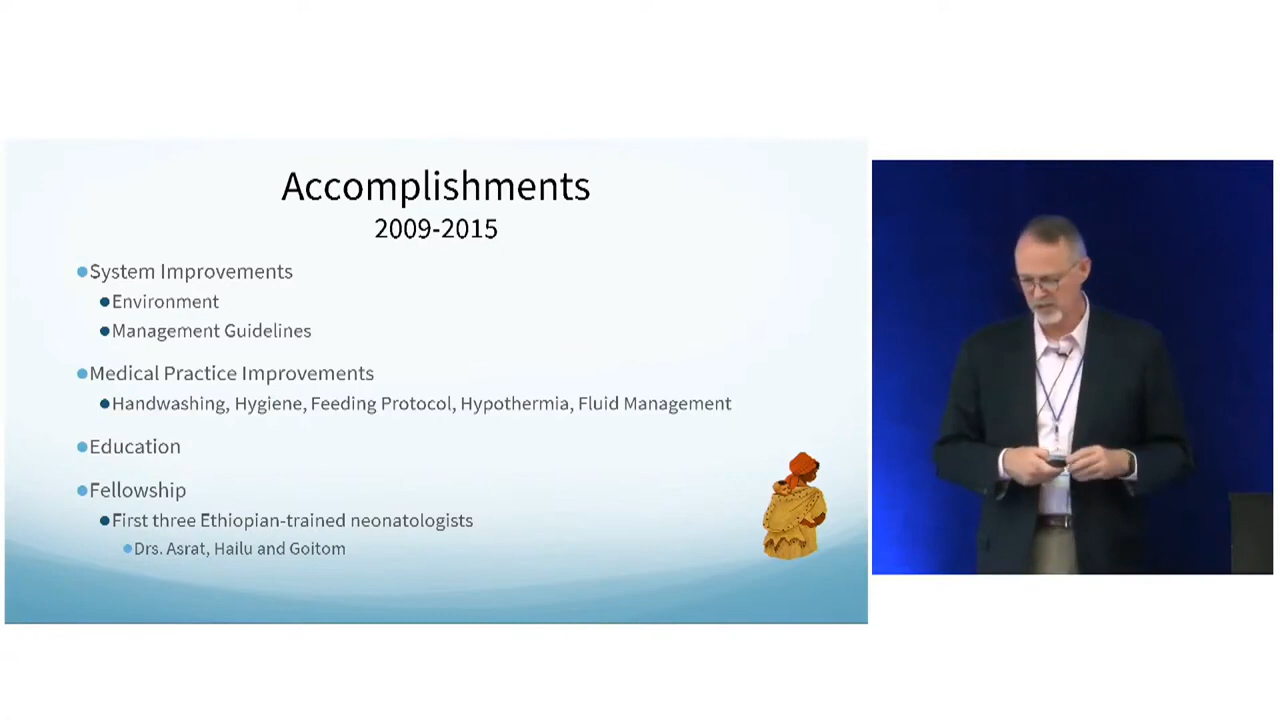 Accomplishments
2009-2015
System Improvements
Environment
Management Guidelines
Medical Practice Improvements
Handwashing, Hygiene, Feeding Protocol, Hypothermia, Fluid Management
Education
Fellowship
First three Ethiopian-trained neonatologists
Drs. Asrat, Hailu and Goitom